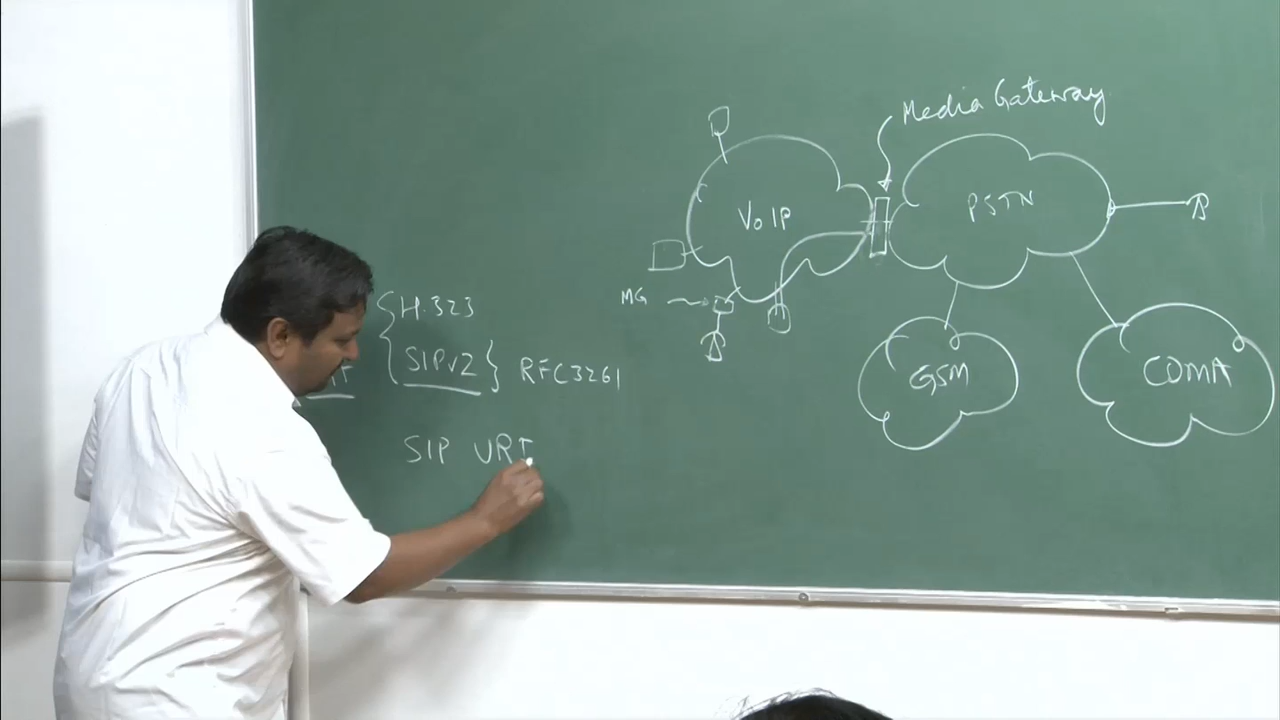 Media Gateway
VoIP
PSTN
MG
H.323
SIPv2
RFC3261
GSM
CDMA
SIP URI